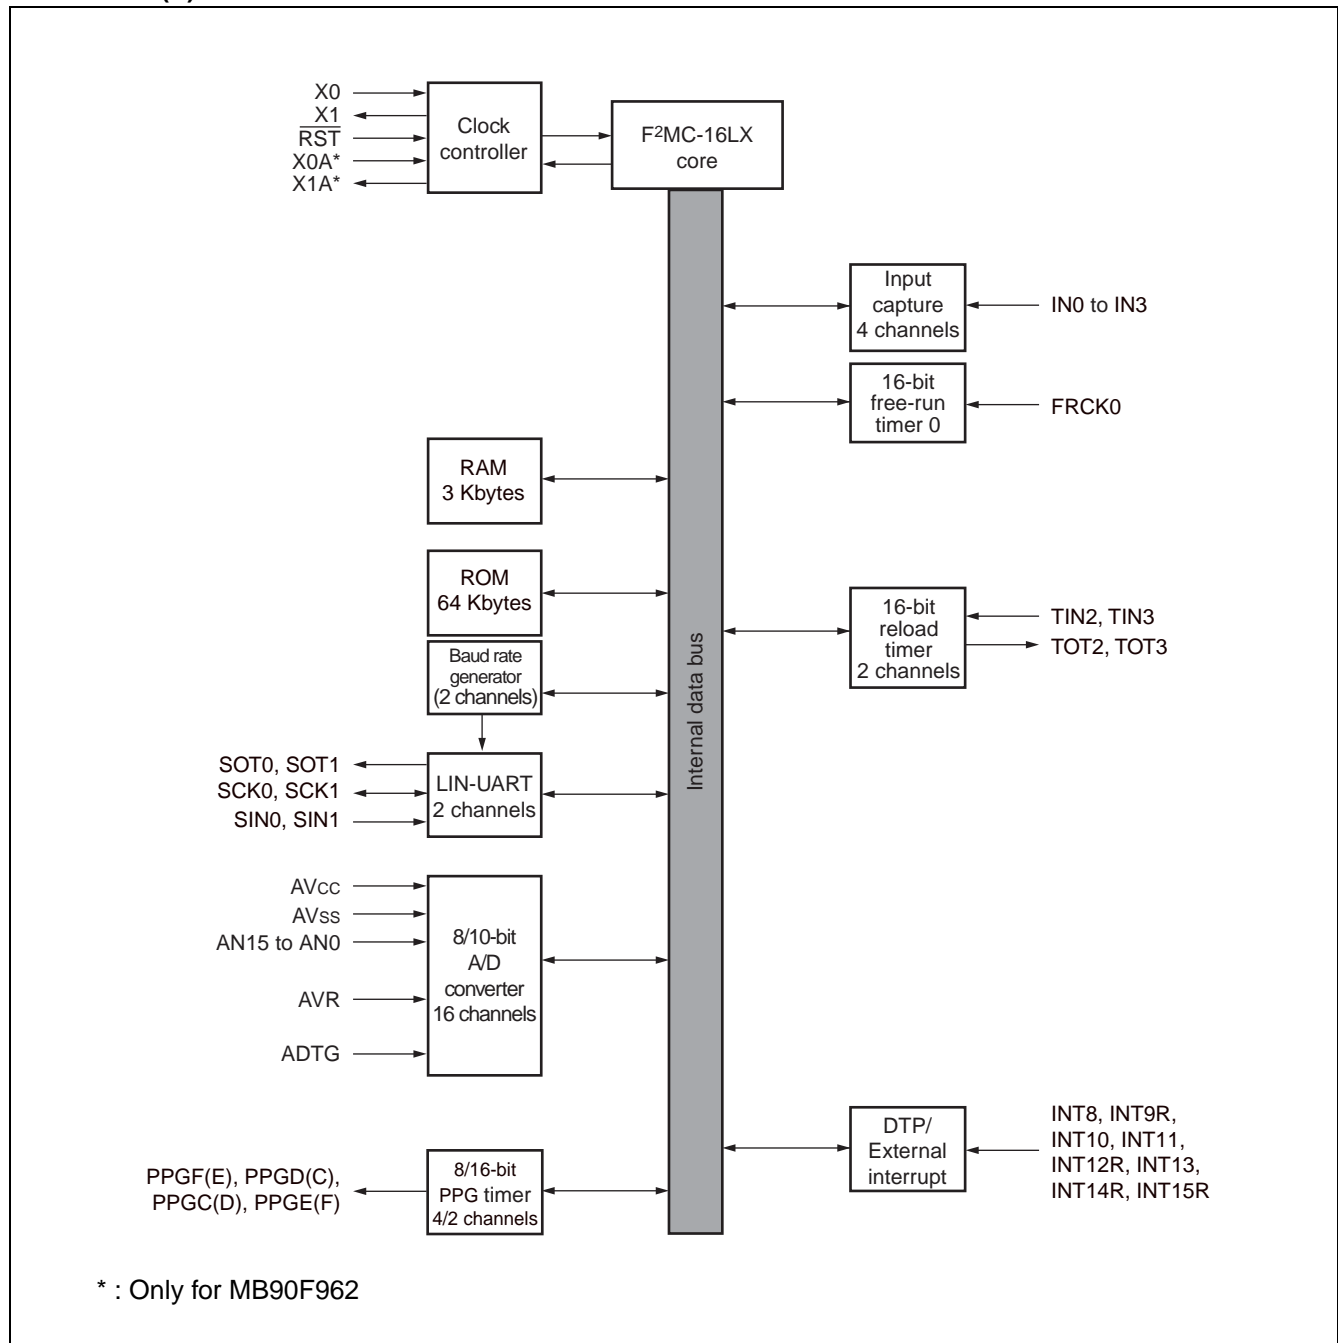 X0
X1
RST
X0A*
X1A*
Clock
controller
F2MC-16LX
core
Input
capture
4 channels
IN0 to IN3
16-bit
free-run
timer 0
FRCK0
RAM
3 Kbytes
ROM
64 Kbytes
16-bit
reload
timer
2 channels
TIN2, TIN3
TOT2, TOT3
Baud rate
generator
(2 channels)
Internal data bus
SOT0, SOT1
SCK0, SCK1
SIN0, SIN1
LIN-UART
2 channels
AVcc
AVss
AN15 to AN0
AVR
ADTG
8/10-bit
A/D
converter
16 channels
DTP/
External
interrupt
INT8, INT9R,
INT10, INT11,
INT12R, INT13,
INT14R, INT15R
PPGF(E), PPGD(C),
PPGC(D), PPGE(F)
8/16-bit
PPG timer
4/2 channels
* : Only for MB90F962